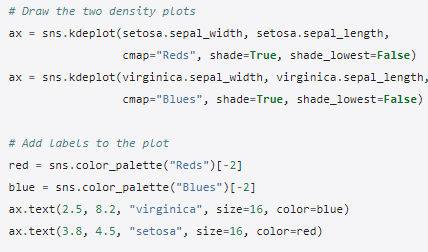 # Draw the two density plots
ax = sns.kdeplot(setosa.sepal_width, setosa.sepal_length,
cmap="Reds", shade=True, shade_lowest=False)
ax = sns.kdeplot(virginica.sepal_width, virginica.sepal_length,
cmap="Blues", shade=True, shade_lowest=False)
# Add labels to the plot
red = sns.color_palette("Reds")[-2]
blue = sns.color_palette("Blues")[-2]
ax.text(2.5, 8.2, "virginica", size=16, color=blue)
ax.text(3.8, 4.5, "setosa", size=16, color=red)